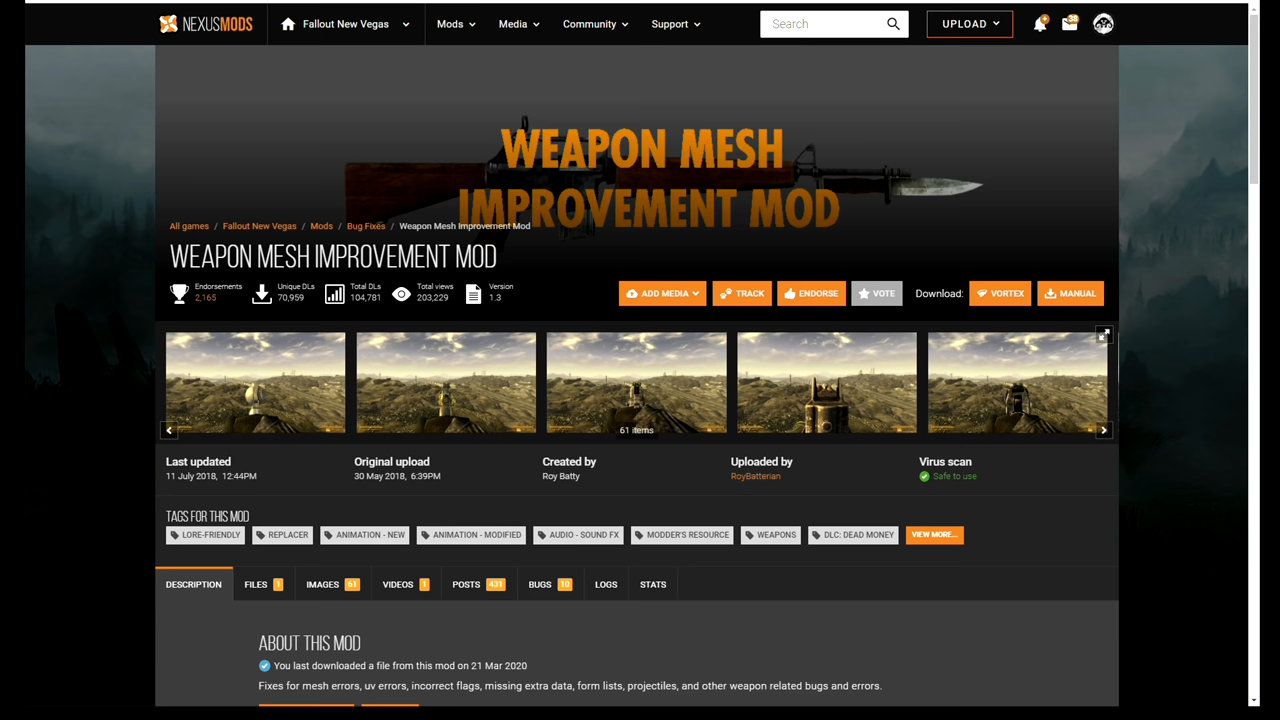 NEXUSMODS
Fallout New Vegas
Mods
Media
Community
Support
Search
UPLOAD
38
WEAPON MESH
IMPROVEMENT MOD
All games / Fallout New Vegas / Mods / Bug Fixes / Weapon Mesh Improvement Mod
WEAPON MESH IMPROVEMENT MOD
Endorsements
2,165
Unique DLs
70,959
Total DLs
104,781
Total views
203,229
Version
1.3
ADD MEDIA
TRACK
ENDORSE
VOTE
Download:
VORTEX
MANUAL
61 items
Last updated
11 July 2018, 12:44PM
Original upload
30 May 2018, 6:39PM
Created by
Roy Batty
Uploaded by
RoyBatterian
Virus scan
Safe to use
TAGS FOR THIS MOD
LORE-FRIENDLY
REPLACER
ANIMATION - NEW
ANIMATION - MODIFIED
AUDIO - SOUND FX
MODDER'S RESOURCE
WEAPONS
DLC: DEAD MONEY
VIEW MORE...
DESCRIPTION
FILES 1
IMAGES 61
VIDEOS 1
POSTS 431
BUGS 10
LOGS
STATS
ABOUT THIS MOD
You last downloaded a file from this mod on 21 Mar 2020
Fixes for mesh errors, uv errors, incorrect flags, missing extra data, form lists, projectiles, and other weapon related bugs and errors.